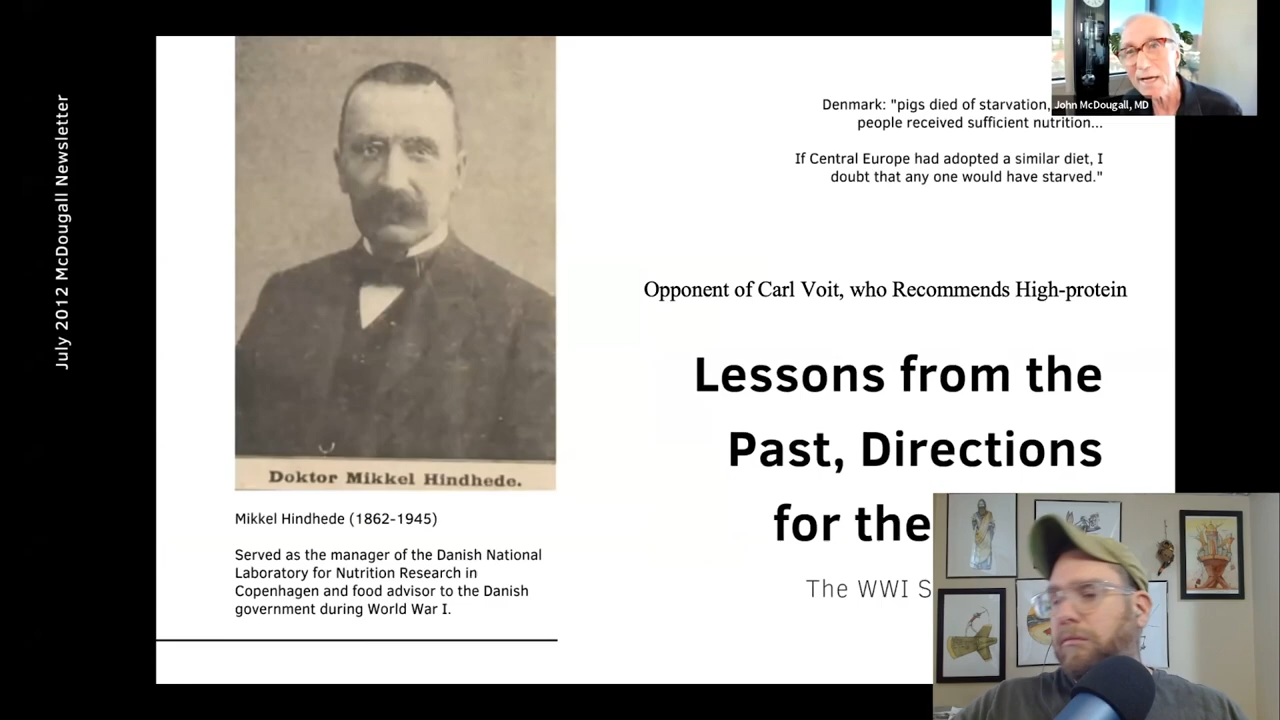 July 2012 McDougall Newsletter
John McDougall, MD
Denmark: "pigs died of starvation,
people received sufficient nutrition...
If Central Europe had adopted a similar diet, I
doubt that any one would have starved."
Opponent of Carl Voit, who Recommends High-protein
Lessons from the
Past, Directions
for the
The WWI S
Doktor Mikkel Hindhede.
Mikkel Hindhede (1862-1945)
Served as the manager of the Danish National
Laboratory for Nutrition Research in
Copenhagen and food advisor to the Danish
government during World War I.